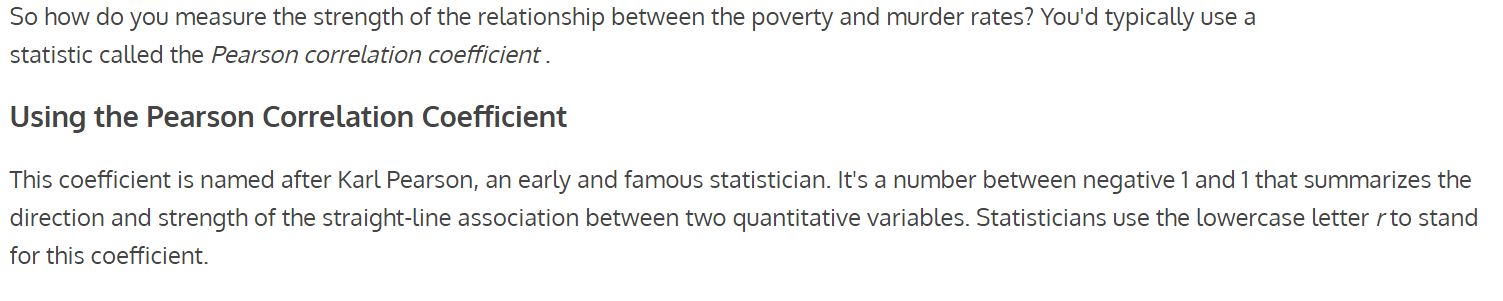 So how do you measure the strength of the relationship between the poverty and murder rates? You'd typically use a
statistic called the Pearson correlation coefficient .
Using the Pearson Correlation Coefficient
This coefficient is named after Karl Pearson, an early and famous statistician. It's a number between negative 1 and 1 that summarizes the
direction and strength of the straight-line association between two quantitative variables. Statisticians use the lowercase letter r to stand
for this coefficient.